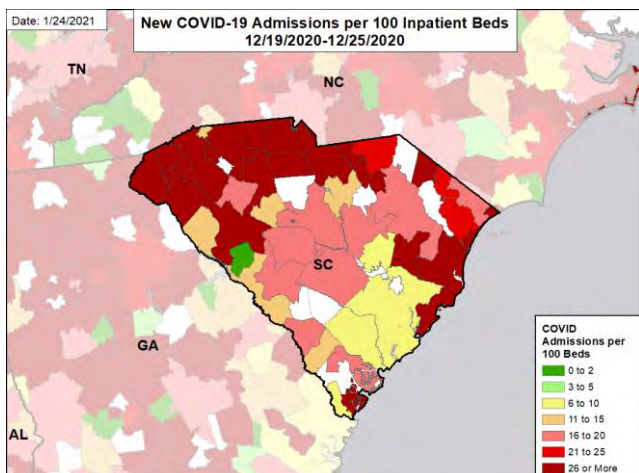 Date: 1/24/2021
New COVID-19 Admissions per 100 Inpatient Beds
12/19/2020-12/25/2020
TN
NC
SC
GA
AL
COVID
Admissions per
100 Beds
0 to 2
3 to 5
6 to 10
11 to 15
16 to 20
21 to 25
26 or More